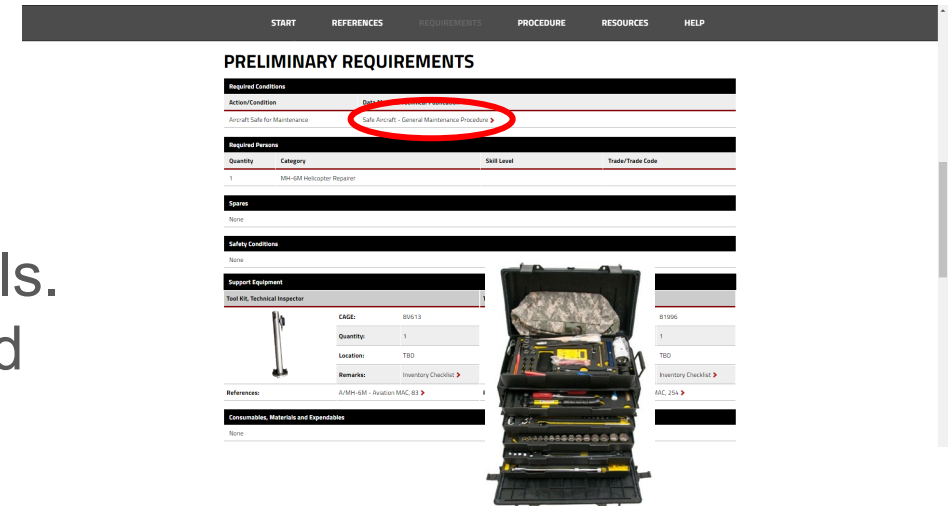 START REFERENCES REQUIREMENTS PROCEDURE RESOURCES HELP
PRELIMINARY REQUIREMENTS
Required Conditions
Action/Condition
Aircraft Safe for Maintenance Safe Aircraft - General Maintenance Procedure >
Required Persons
Quantity Category Skill Level Trade/Trade Code
1 MH-6M Helicopter Repairer
Spares
None
Safety Conditions
None
ls.
Support Equipment
Tool Kit, Technical Inspector
CAGE: 8V613 81996
d
Quantity: 1 1
Location: TBD TBD
Remarks: Inventory Checklist > Inventory Checklist >
References: A/MH-6M - Aviation MAC, 83 > MAC, 254 >
Consumables, Materials and Expendables
None